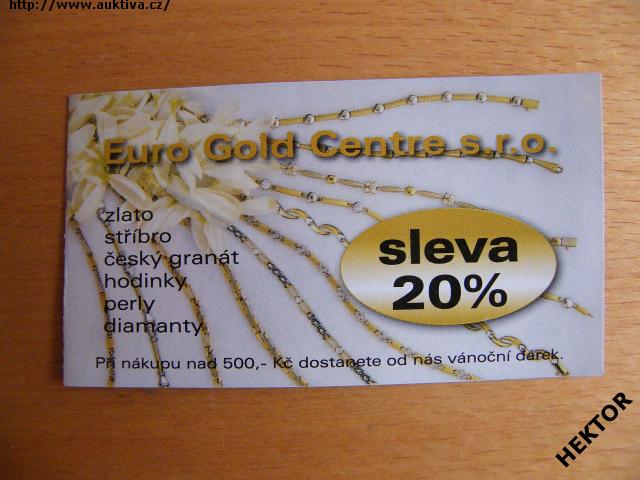 http://www.auktiva.cz/
Euro Gold Centre s.r.o.
zlato
stříbro
český granát
hodinky
perly
diamanty
sleva
20%
Při nákupu nad 500,- Kč dostanete od nás vánoční dárek.
HEKTOR